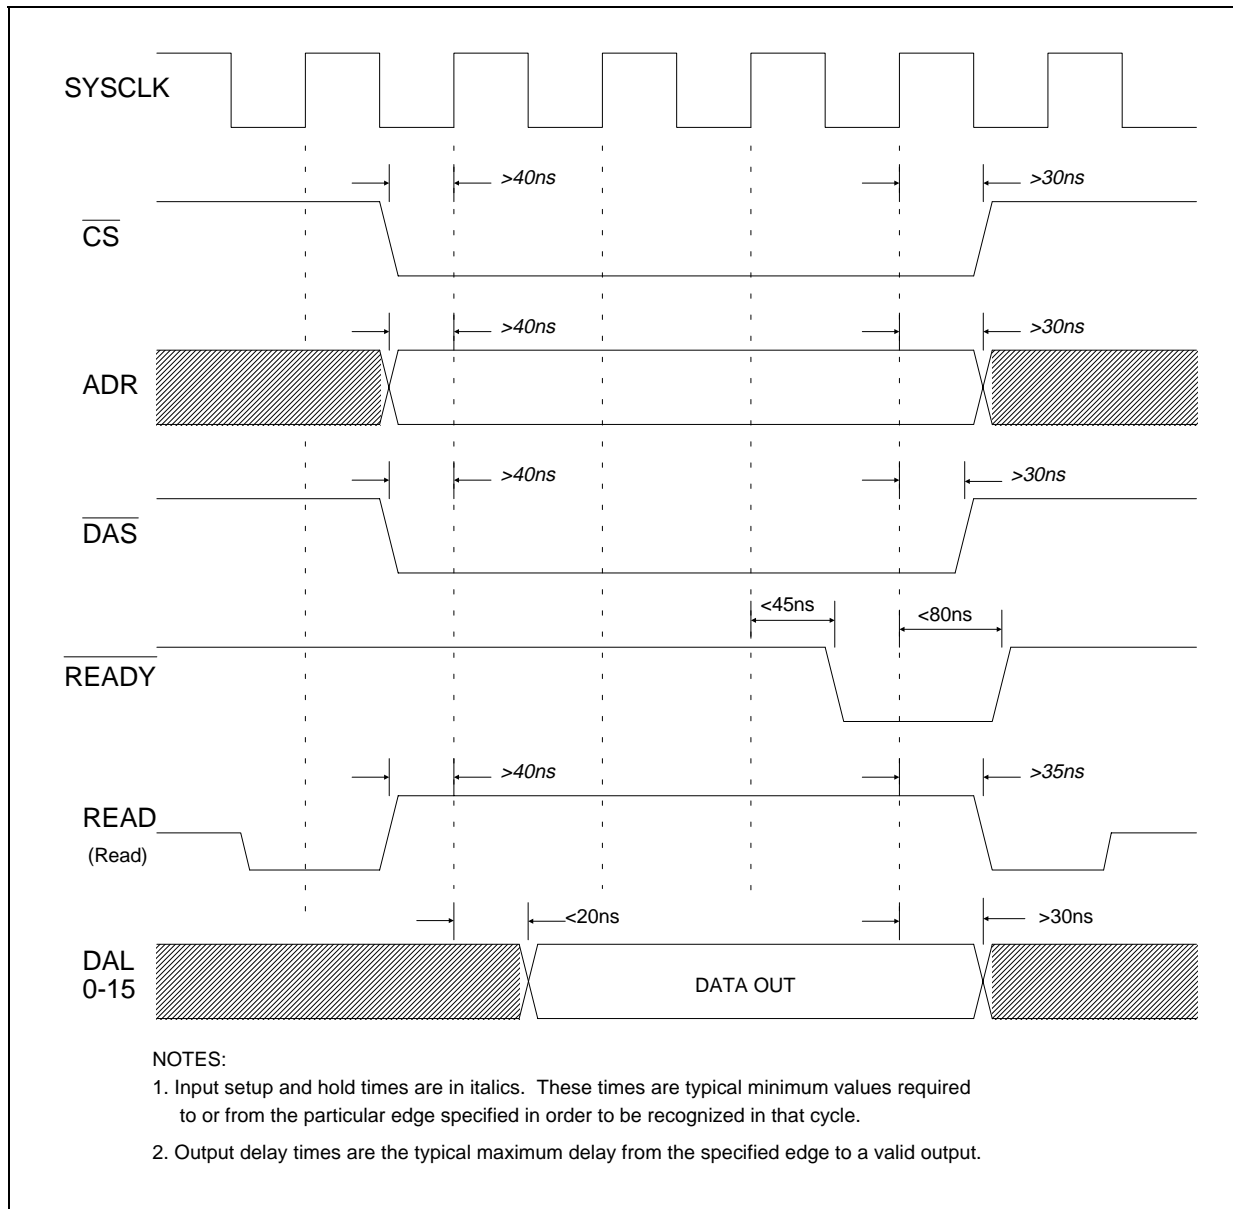 SYSCLK
>40ns
>30ns
CS
>40ns
>30ns
ADR
>40ns
>30ns
DAS
<45ns
<80ns
READY
>40ns
>35ns
READ
(Read)
<20ns
>30ns
DAL
0-15
DATA OUT
NOTES:
1. Input setup and hold times are in italics. These times are typical minimum values required
to or from the particular edge specified in order to be recognized in that cycle.
2. Output delay times are the typical maximum delay from the specified edge to a valid output.